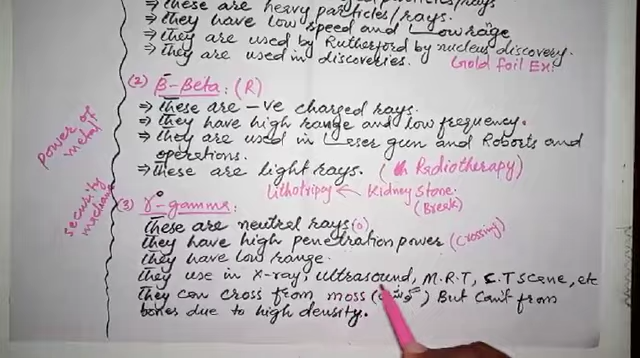 ⇒ These are heavy particles/rays.
⇒ They have low speed and Low range
⇒ They are used by Rutherford by nucleus discovery.
⇒ They are used in discoveries. Gold foil Ex:
(2) β-Beta: (R)
⇒ These are -ve charged rays.
⇒ They have high range and low frequency.
⇒ They are used in Leser gun and Roborts and
operations.
⇒ These are light rays. (Radiotherapy)
Lithotripsy ← Kidney Stone.
(Break)
power of
metal
security
(3) γ-gamma:
These are neutral rays (0)
They have high penetration power (Crossing)
They have low range.
They use in X-ray, ultrasound, M.R.T, C.T Scane, etc
They can cross from moss ( ) But can't from
bones due to high density.